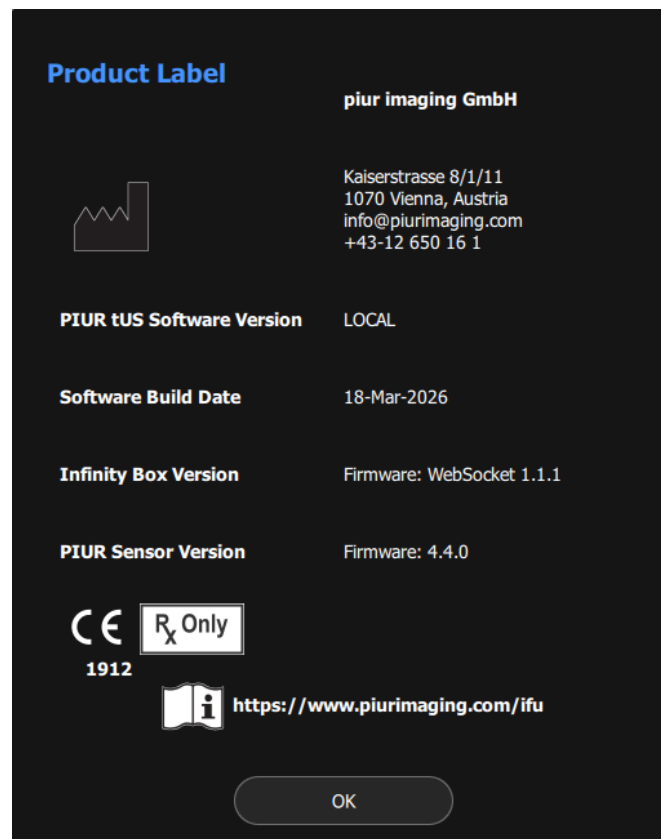 Product Label
piur imaging GmbH
Kaiserstrasse 8/1/11
1070 Vienna, Austria
info@piurimaging.com
+43-12 650 16 1
PIUR tUS Software Version LOCAL
Software Build Date 18-Mar-2026
Infinity Box Version Firmware: WebSocket 1.1.1
PIUR Sensor Version Firmware: 4.4.0
CE Rx Only
1912
i https://www.piurimaging.com/ifu
OK